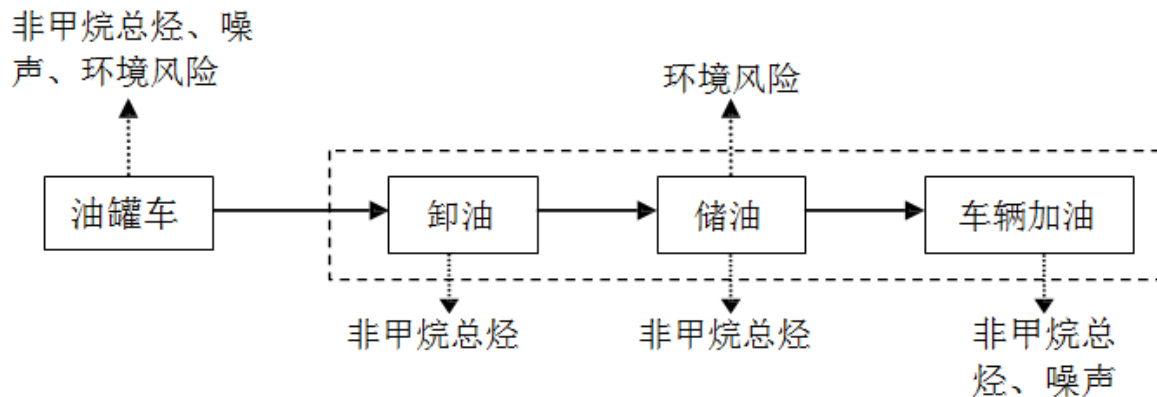 非甲烷总烃、噪
声、环境风险
环境风险
油罐车
卸油
储油
车辆加油
非甲烷总烃
非甲烷总烃
非甲烷总
烃、噪声